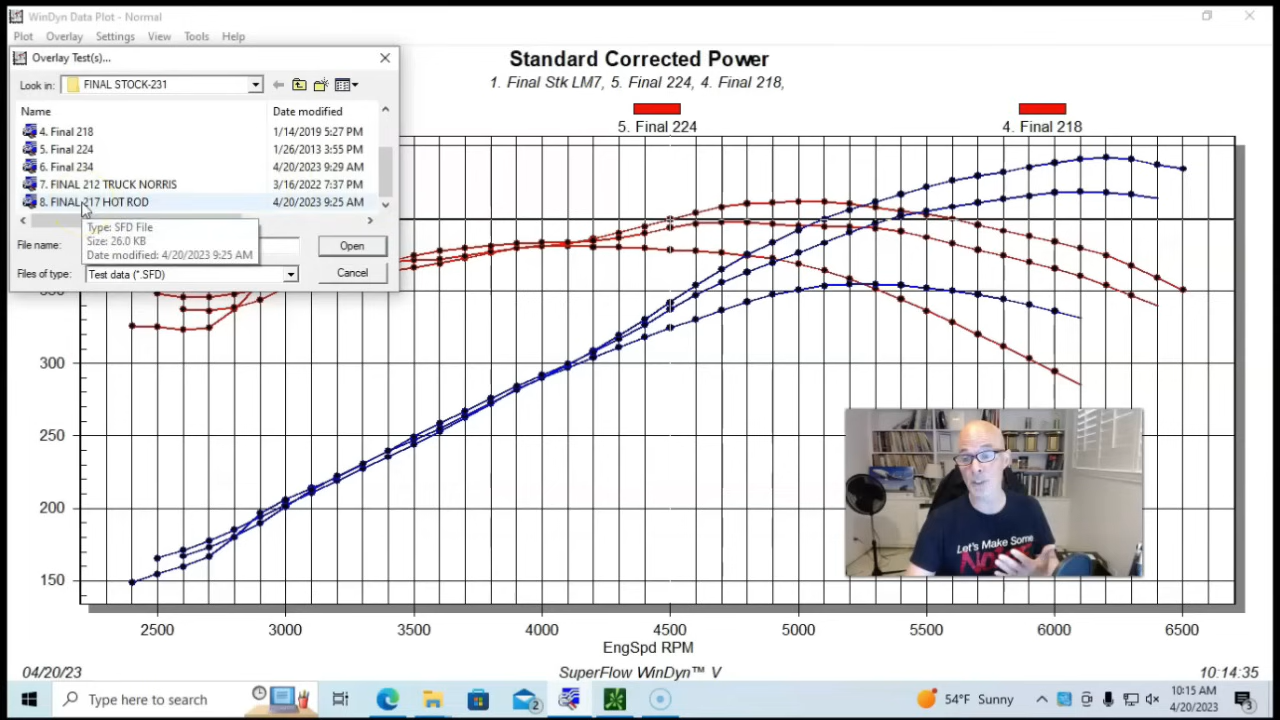 WinDyn Data Plot - Normal
Plot Overlay Settings View Tools Help
Overlay Test(s)...
Look in: FINAL STOCK-231
Name Date modified
4. Final 218 1/14/2019 5:27 PM
5. Final 224 1/26/2013 3:55 PM
6. Final 234 4/20/2023 9:29 AM
7. FINAL 212 TRUCK NORRIS 3/16/2022 7:37 PM
8. FINAL 217 HOT ROD 4/20/2023 9:25 AM
Type: SFD File
Size: 26.0 KB
Date modified: 4/20/2023 9:25 AM
File name: Open
Files of type: Test data (*.SFD) Cancel
Standard Corrected Power
1. Final Stk LM7, 5. Final 224, 4. Final 218,
5. Final 224 4. Final 218
300
250
200
150
2500 3000 3500 4000 4500 5000 5500 6000 6500
EngSpd RPM
Let's Make Some
NOISE
04/20/23 SuperFlow WinDyn™ V 10:14:35
Type here to search
2
54°F Sunny
10:15 AM
4/20/2023
3